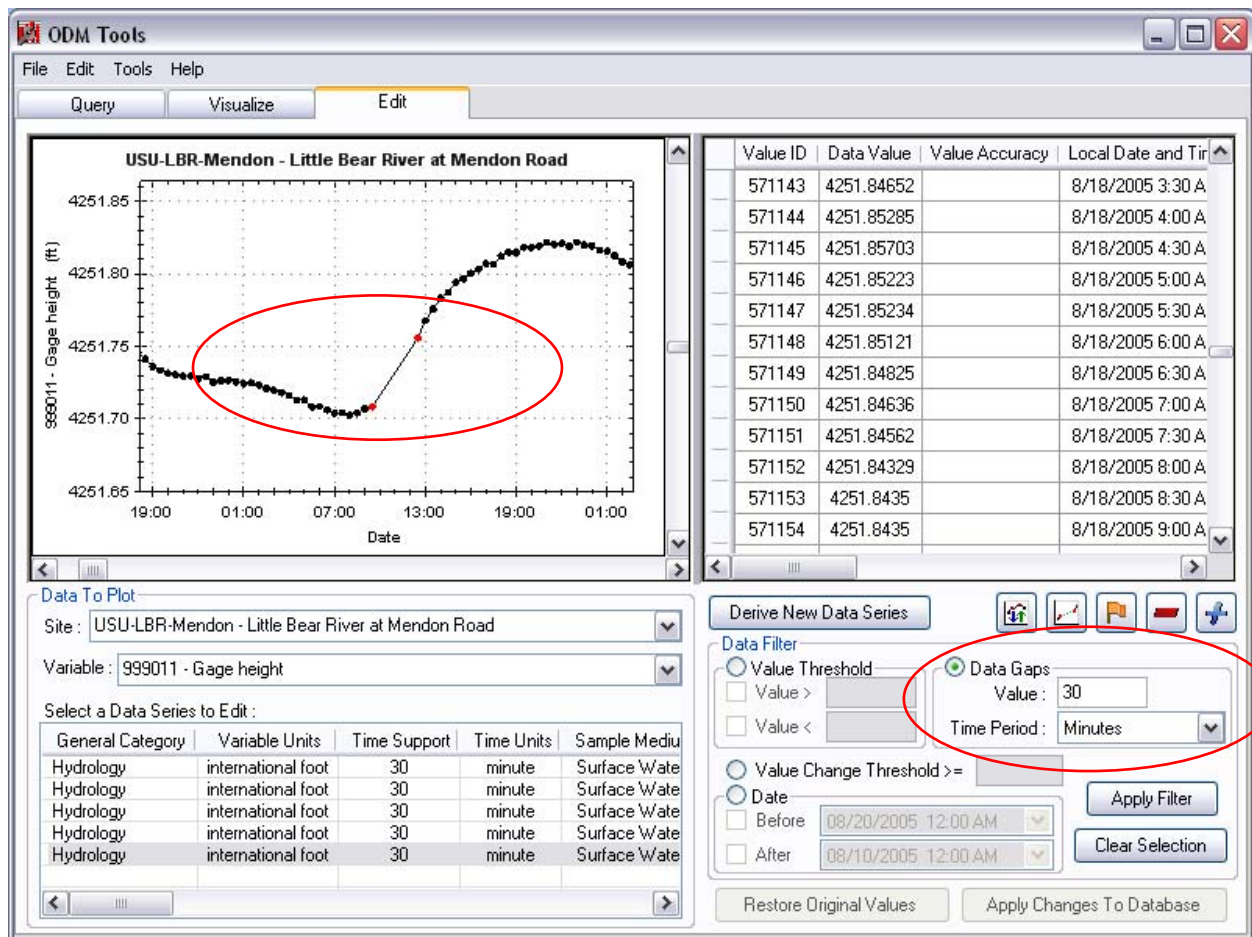 ODM Tools
File Edit Tools Help
Query Visualize Edit
USU-LBR-Mendon - Little Bear River at Mendon Road
999011 - Gage height (ft)
4251.85
4251.80
4251.75
4251.70
4251.65
19:00 01:00 07:00 13:00 19:00 01:00
Date
Value ID Data Value Value Accuracy Local Date and Tir
571143 4251.84652 8/18/2005 3:30 A
571144 4251.85285 8/18/2005 4:00 A
571145 4251.85703 8/18/2005 4:30 A
571146 4251.85223 8/18/2005 5:00 A
571147 4251.85234 8/18/2005 5:30 A
571148 4251.85121 8/18/2005 6:00 A
571149 4251.84825 8/18/2005 6:30 A
571150 4251.84636 8/18/2005 7:00 A
571151 4251.84562 8/18/2005 7:30 A
571152 4251.84329 8/18/2005 8:00 A
571153 4251.8435 8/18/2005 8:30 A
571154 4251.8435 8/18/2005 9:00 A
Data To Plot
Site : USU-LBR-Mendon - Little Bear River at Mendon Road
Variable : 999011 - Gage height
Select a Data Series to Edit :
General Category Variable Units Time Support Time Units Sample Mediu
Hydrology international foot 30 minute Surface Wate
Hydrology international foot 30 minute Surface Wate
Hydrology international foot 30 minute Surface Wate
Hydrology international foot 30 minute Surface Wate
Hydrology international foot 30 minute Surface Wate
Derive New Data Series
Data Filter
Value Threshold
Value >
Value <
Data Gaps
Value : 30
Time Period : Minutes
Value Change Threshold >=
Date
Before 08/20/2005 12:00 AM
After 08/10/2005 12:00 AM
Apply Filter
Clear Selection
Restore Original Values
Apply Changes To Database